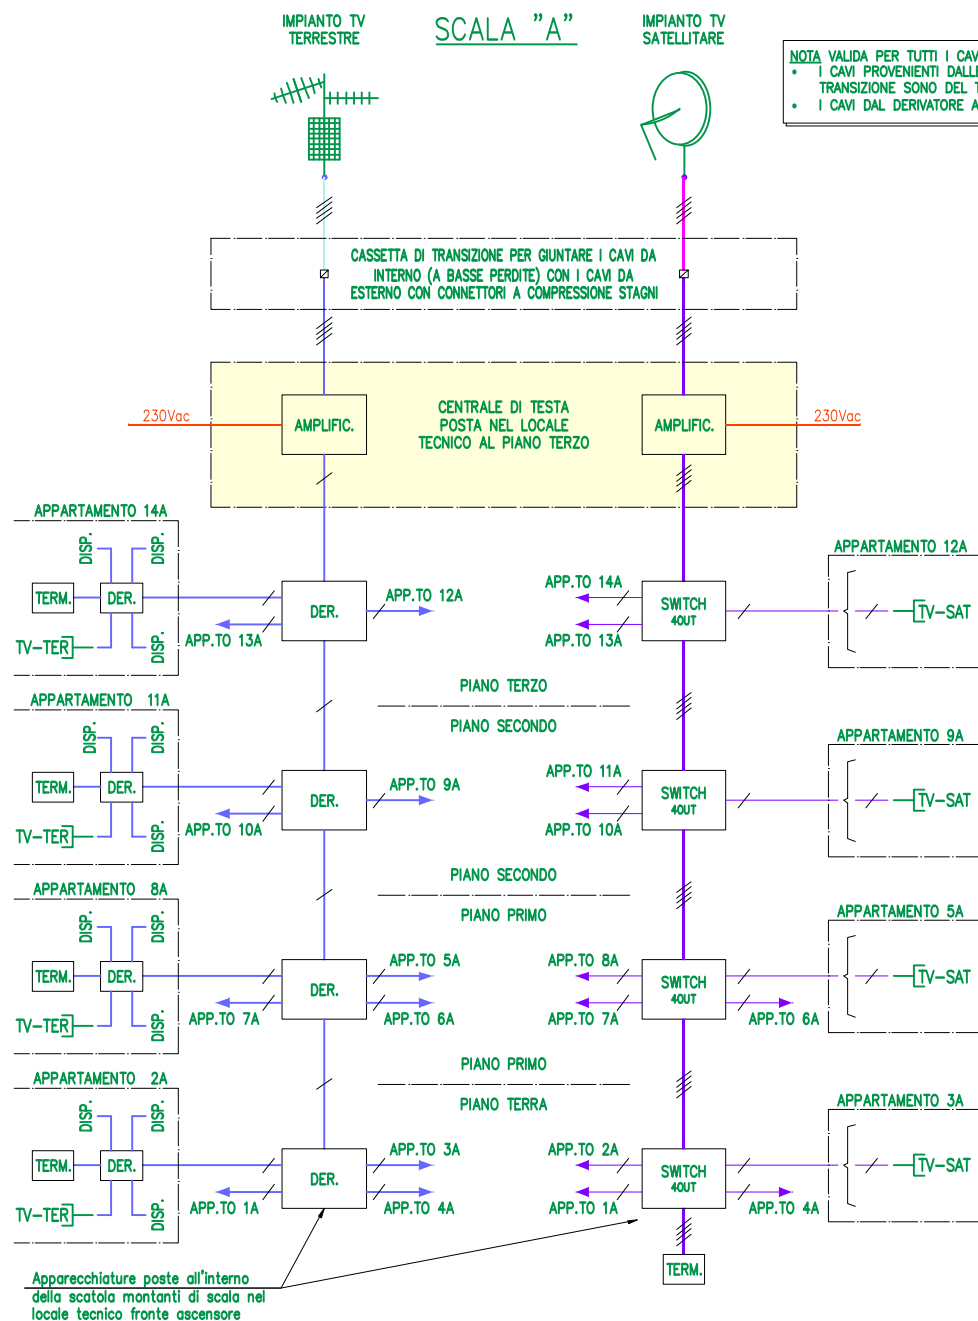 IMPIANTO TV
TERRESTRE
SCALA "A"
IMPIANTO TV
SATELLITARE
NOTA VALIDA PER TUTTI I CAV
• I CAVI PROVENIENTI DALLE
TRANSIZIONE SONO DEL T
• I CAVI DAL DERIVATORE A
CASSETTA DI TRANSIZIONE PER GIUNTARE I CAVI DA
INTERNO (A BASSE PERDITE) CON I CAVI DA
ESTERNO CON CONNETTORI A COMPRESSIONE STAGNI
230Vac
AMPLIFIC.
CENTRALE DI TESTA
POSTA NEL LOCALE
TECNICO AL PIANO TERZO
AMPLIFIC.
230Vac
APPARTAMENTO 14A
DISP.
DISP.
TERM.
DER.
TV-TER
DISP.
DER.
APP.TO 12A
APP.TO 13A
APP.TO 14A
APP.TO 13A
SWITCH
4OUT
APPARTAMENTO 12A
TV-SAT
PIANO TERZO
PIANO SECONDO
APPARTAMENTO 11A
DISP.
DISP.
TERM.
DER.
TV-TER
DISP.
DER.
APP.TO 9A
APP.TO 10A
APP.TO 11A
APP.TO 10A
SWITCH
4OUT
APPARTAMENTO 9A
TV-SAT
PIANO SECONDO
PIANO PRIMO
APPARTAMENTO 8A
DISP.
DISP.
TERM.
DER.
TV-TER
DISP.
DER.
APP.TO 5A
APP.TO 7A
APP.TO 6A
APP.TO 8A
APP.TO 7A
SWITCH
4OUT
APP.TO 6A
APPARTAMENTO 5A
TV-SAT
PIANO PRIMO
PIANO TERRA
APPARTAMENTO 2A
DISP.
DISP.
TERM.
DER.
TV-TER
DISP.
DER.
APP.TO 3A
APP.TO 1A
APP.TO 4A
APP.TO 2A
APP.TO 1A
SWITCH
4OUT
APP.TO 4A
APPARTAMENTO 3A
TV-SAT
TERM.
Apparecchiature poste all'interno
della scatola montanti di scala nel
locale tecnico fronte ascensore